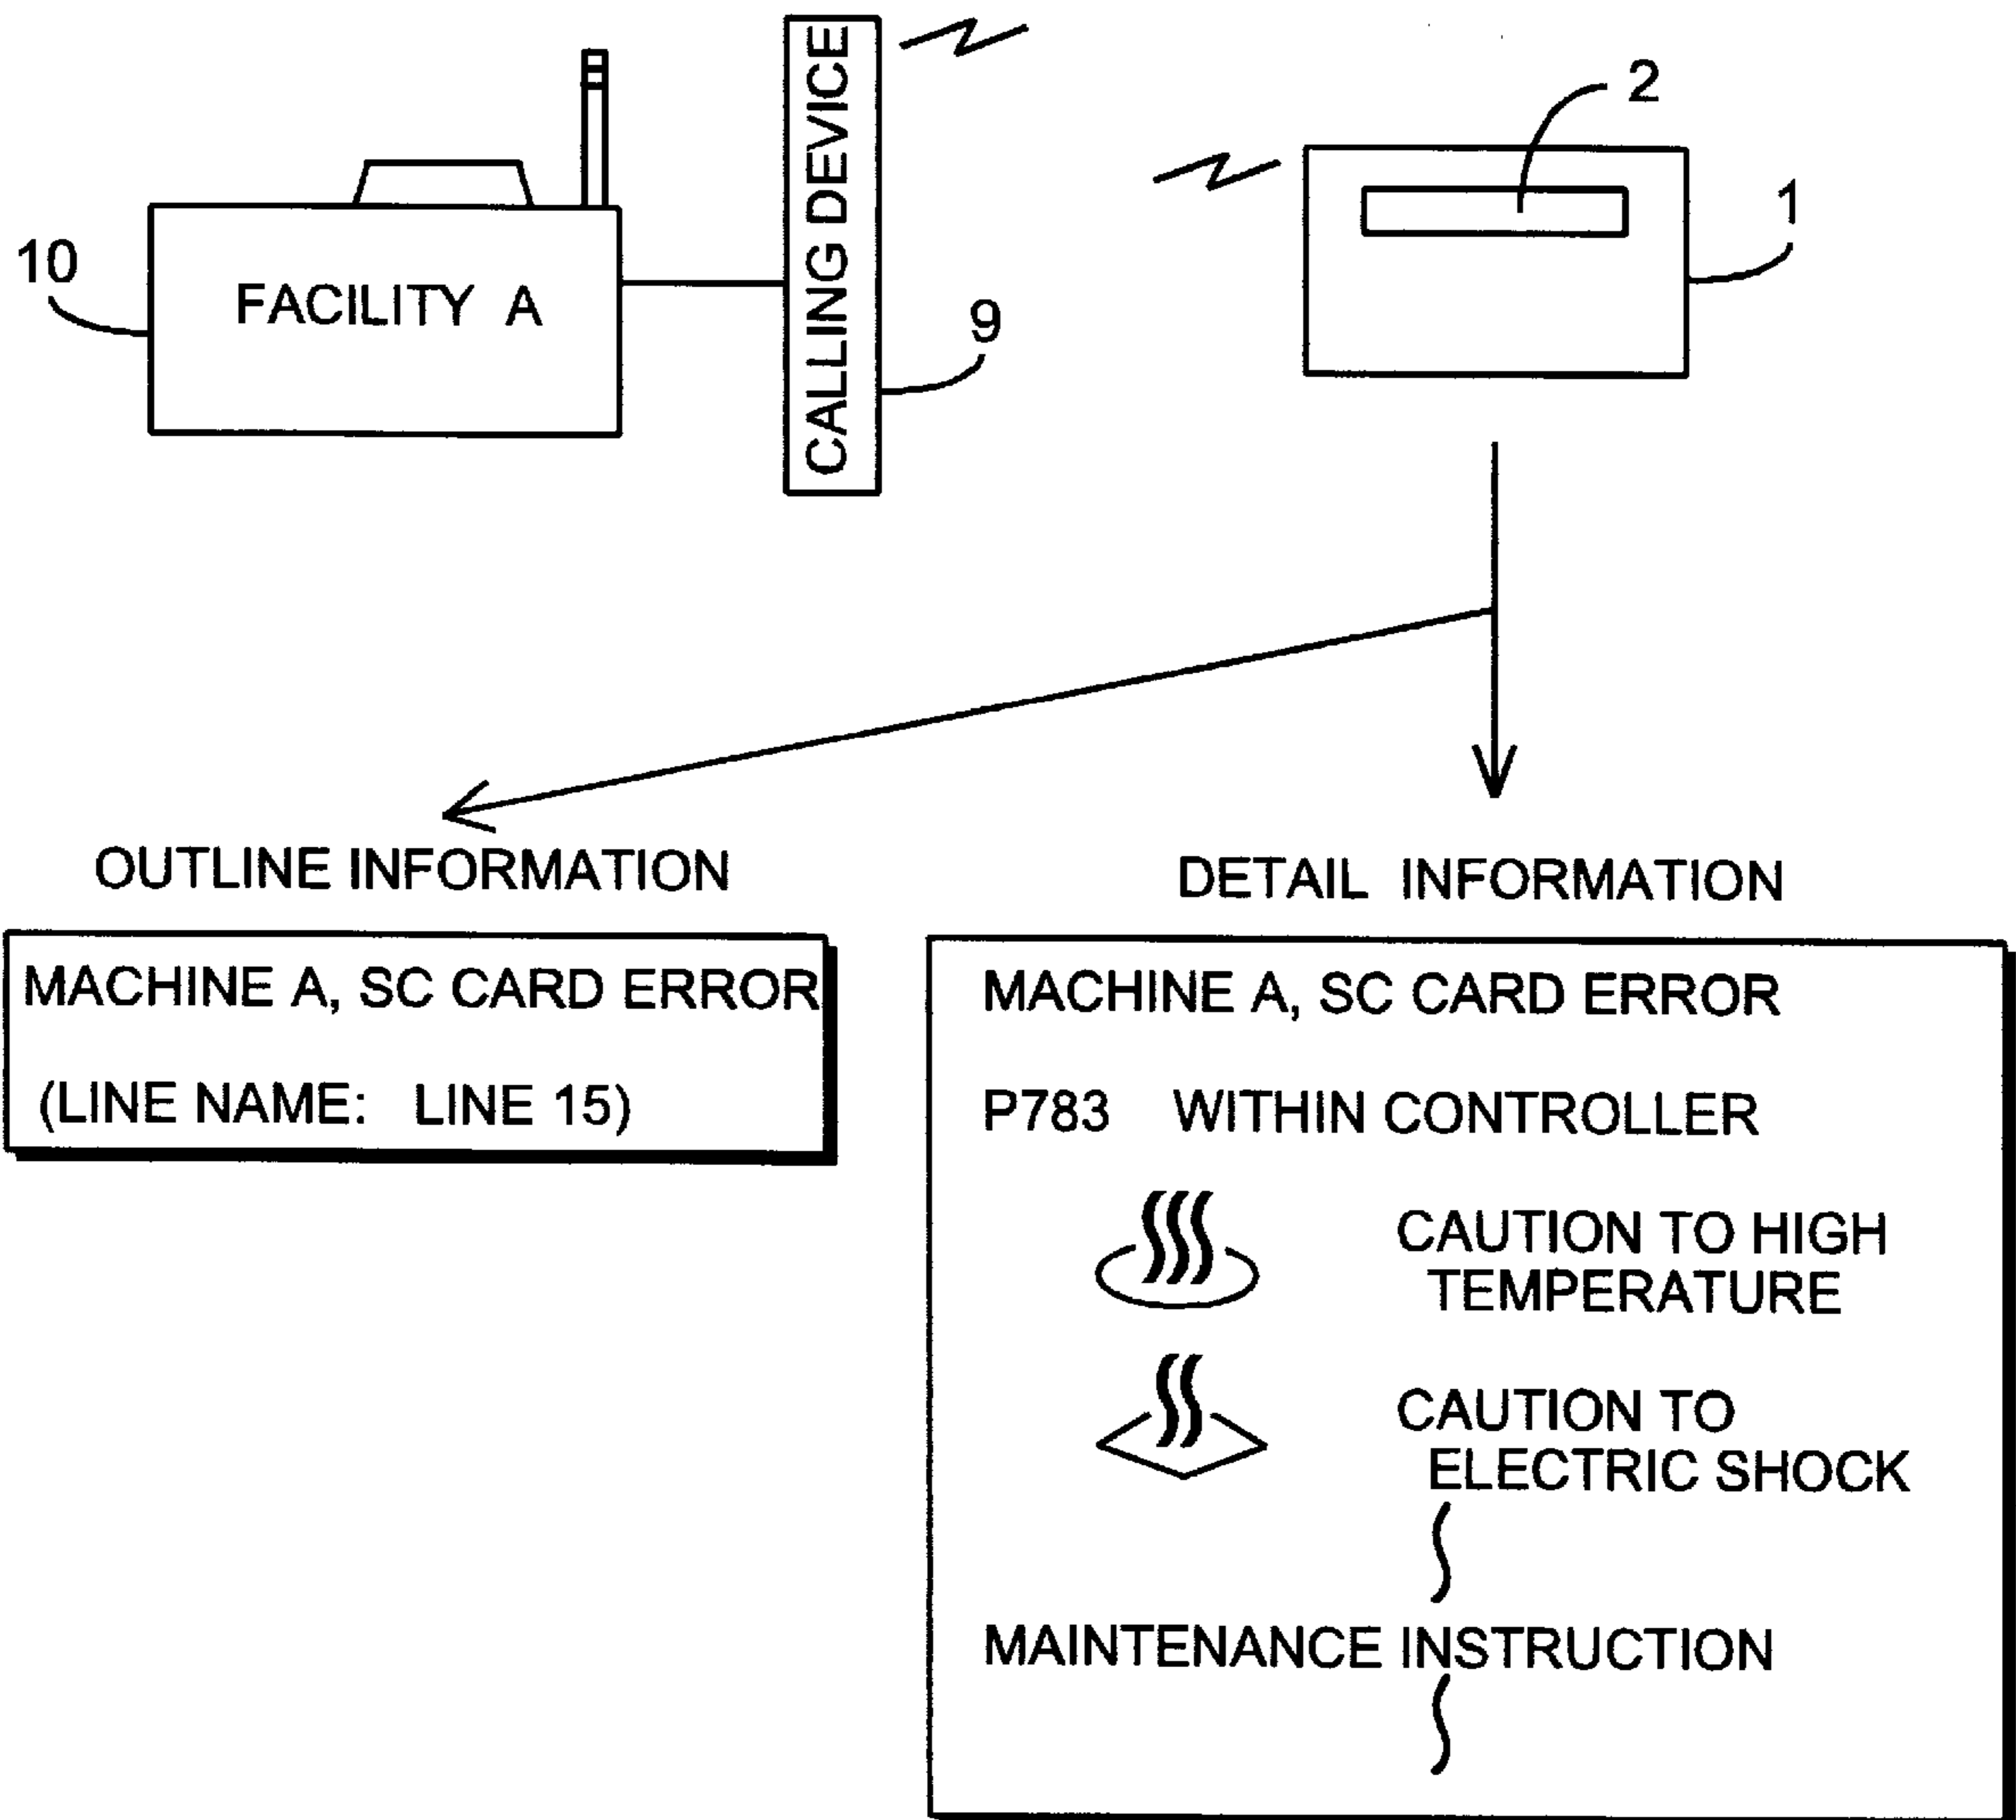 2
1
10
FACILITY A
CALLING DEVICE
9
OUTLINE INFORMATION
MACHINE A, SC CARD ERROR
(LINE NAME: LINE 15)
DETAIL INFORMATION
MACHINE A, SC CARD ERROR
P783 WITHIN CONTROLLER
CAUTION TO HIGH
TEMPERATURE
CAUTION TO
ELECTRIC SHOCK
MAINTENANCE INSTRUCTION